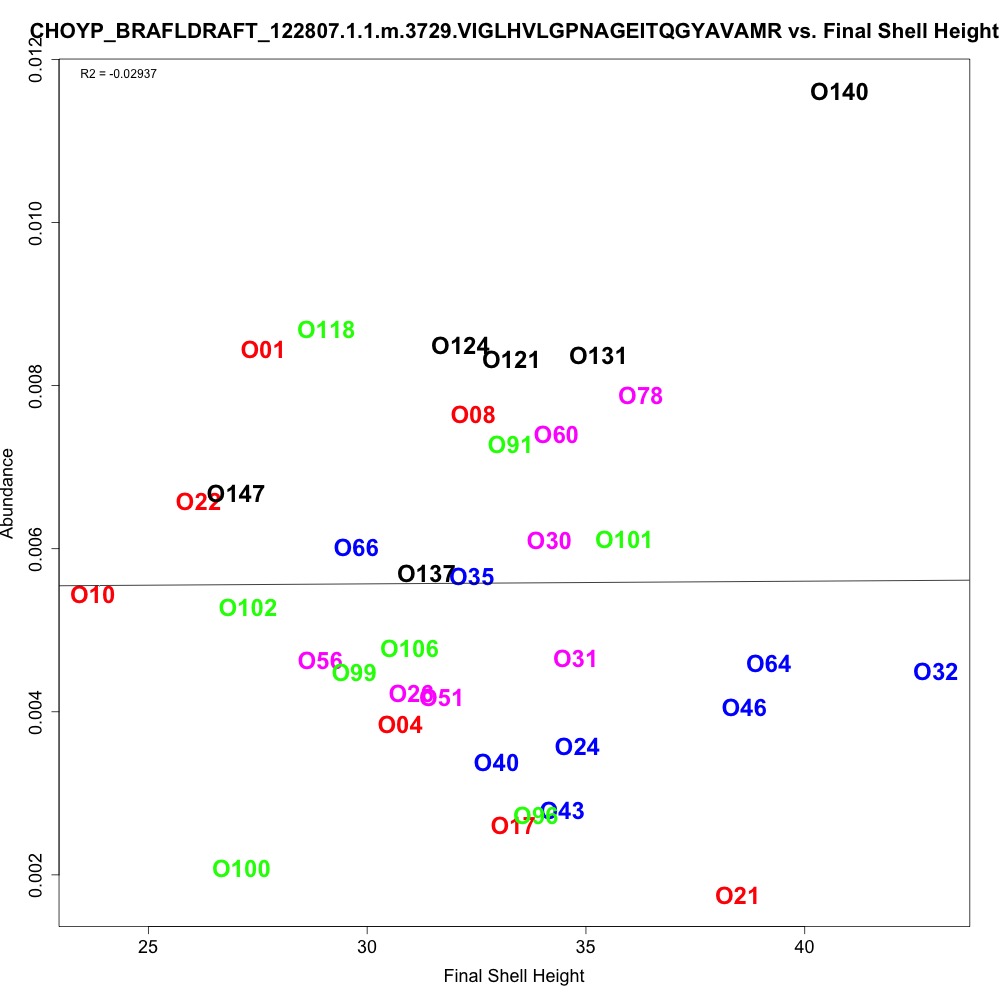 CHOYP_BRAFLDRAFT_122807.1.1.m.3729.VIGLHVLGPNAGEITQGYAVAMR vs. Final Shell Height
R2 = -0.02937
0.012
O140
0.010
O118
O01
O124
O121
O131
0.008
O78
O08
O60
O91
O147
O22
O30
O101
O66
0.006
O137
O35
O10
O102
O106
O56
O99
O31
O64
O32
O51
O46
0.004
O04
O24
O40
O43
O96
O17
O100
0.002
O21
25
30
35
40
Final Shell Height
Abundance